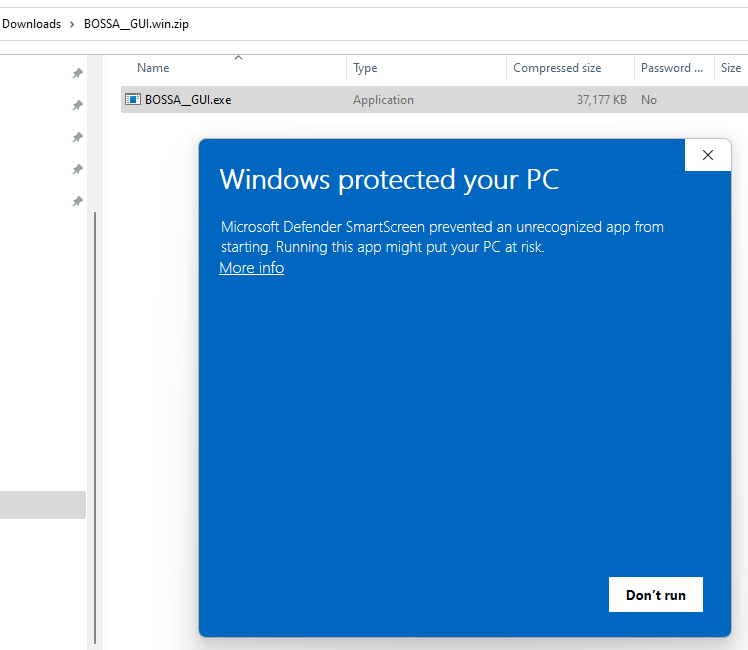 Downloads > BOSSA__GUI.win.zip
Name Type Compressed size Password ... Size
BOSSA__GUI.exe Application 37,177 KB No
Windows protected your PC
Microsoft Defender SmartScreen prevented an unrecognized app from
starting. Running this app might put your PC at risk.
More info
Don't run